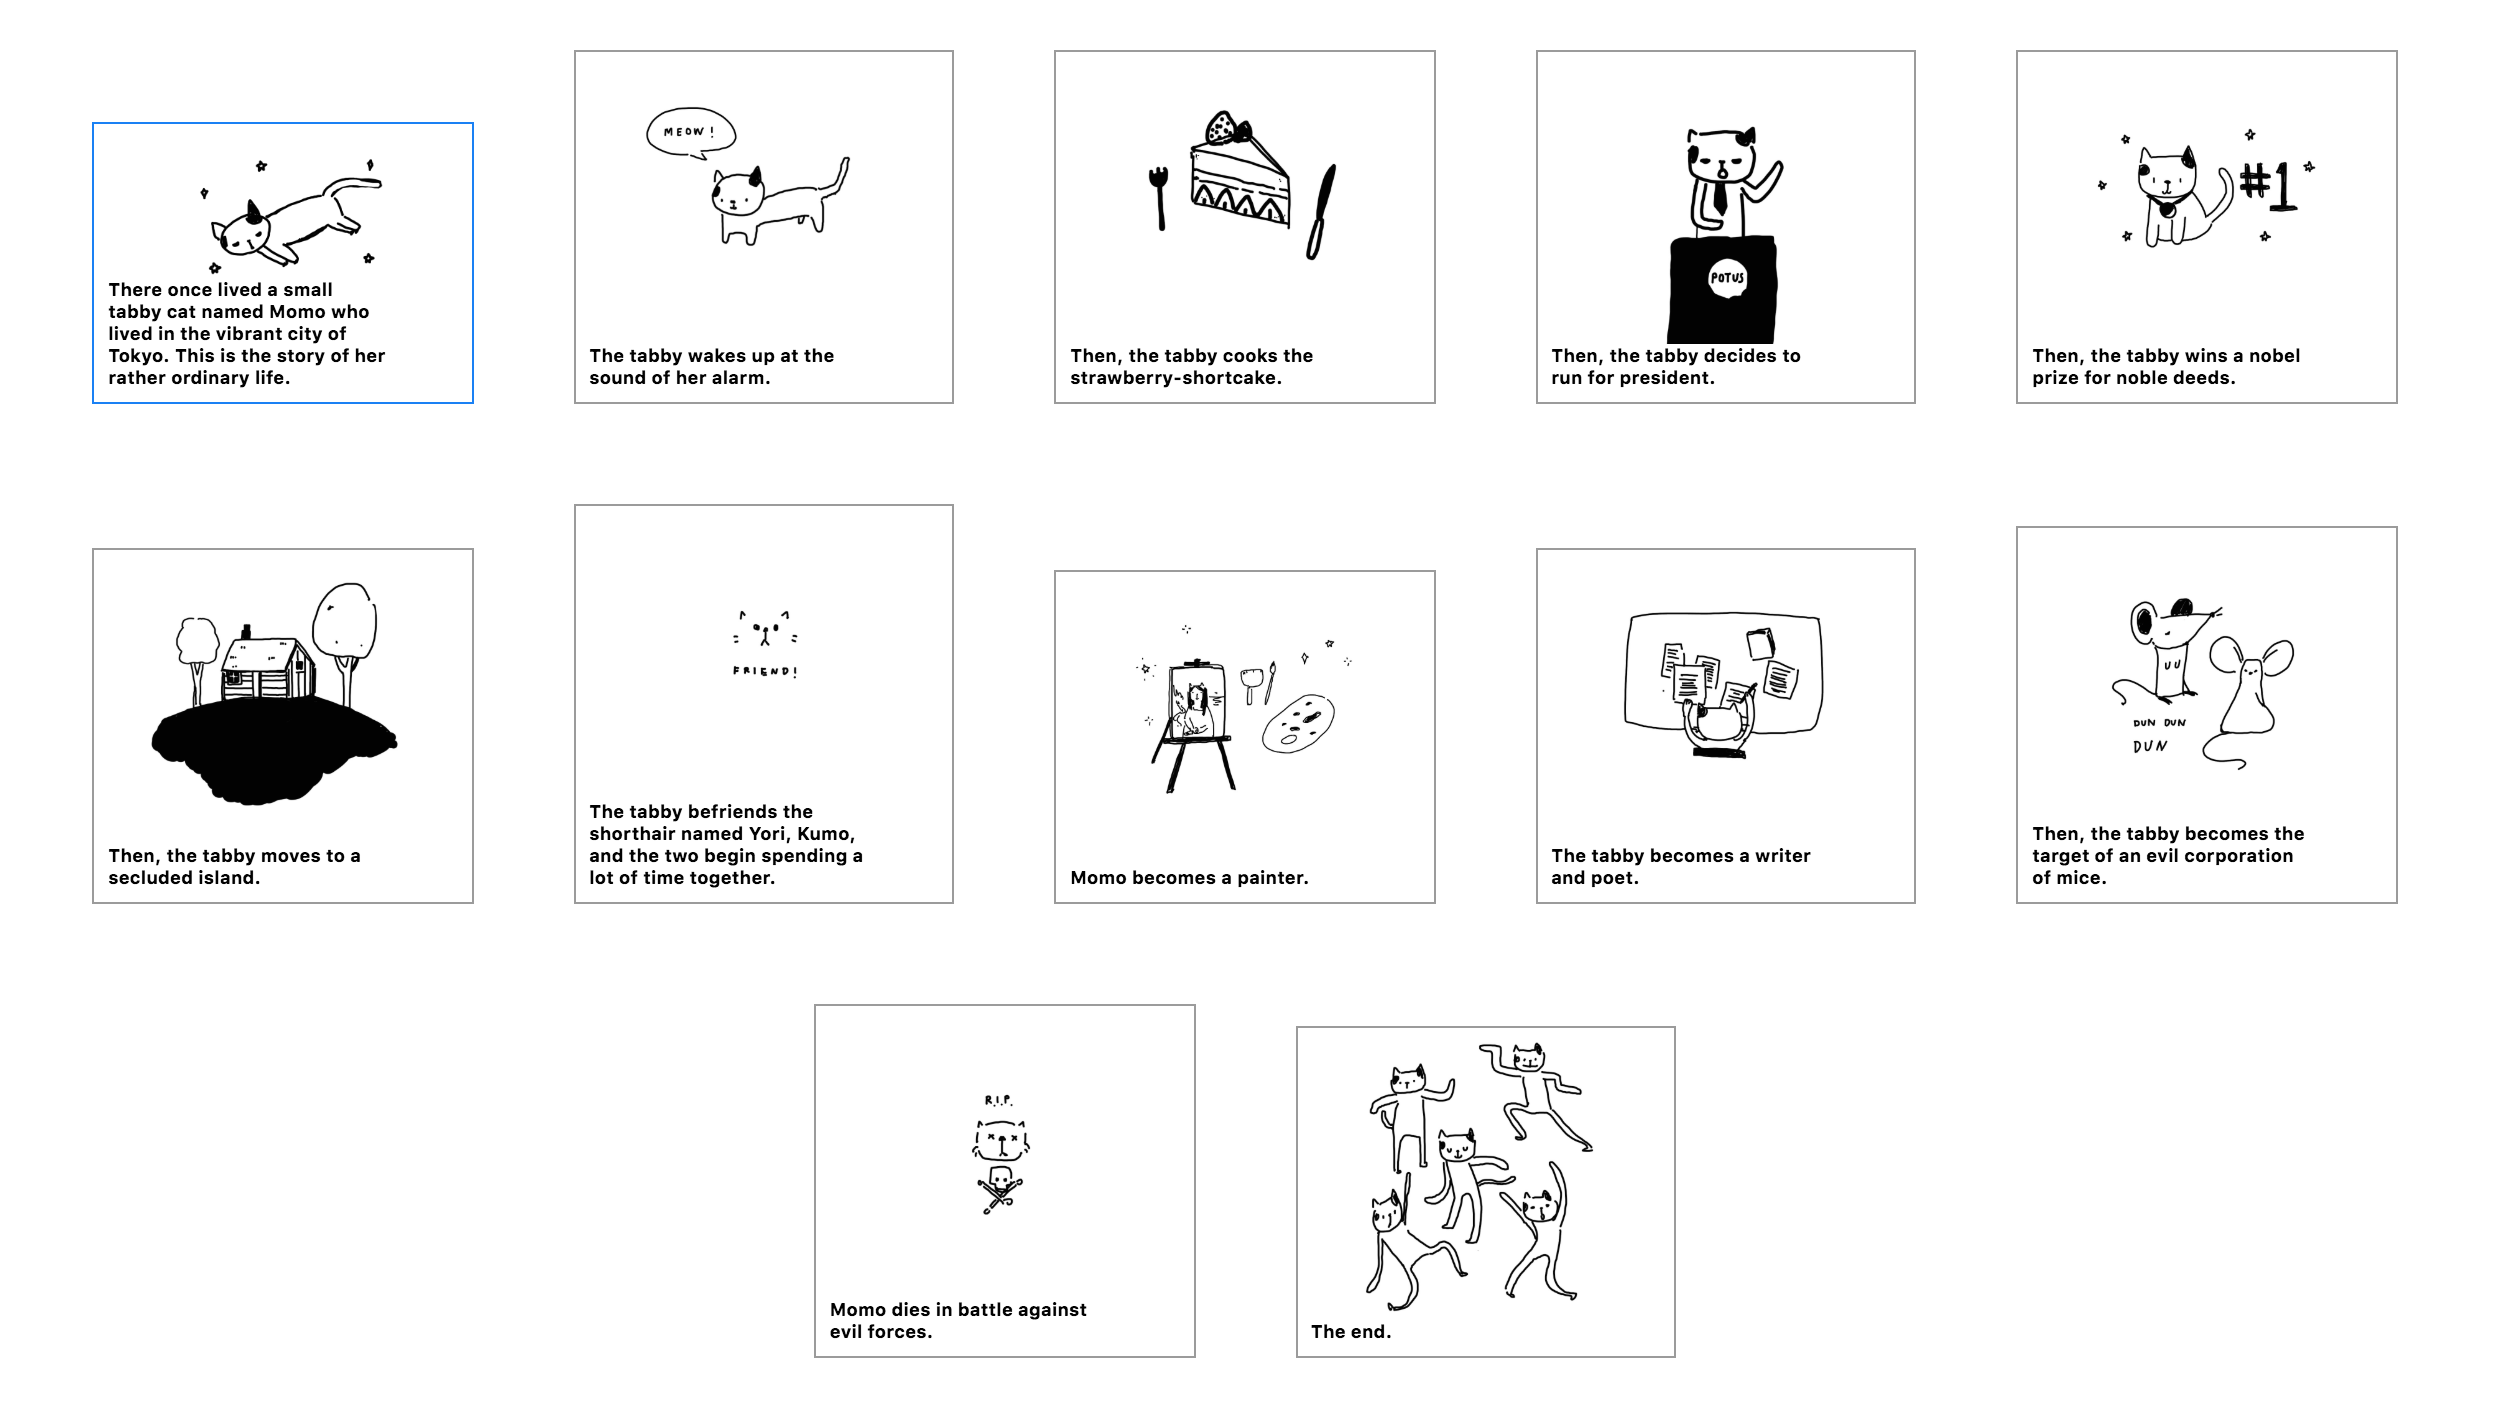 There once lived a small
tabby cat named Momo who
lived in the vibrant city of
Tokyo. This is the story of her
rather ordinary life.
MEOW!
The tabby wakes up at the
sound of her alarm.
Then, the tabby cooks the
strawberry-shortcake.
POTUS
Then, the tabby decides to
run for president.
#1
Then, the tabby wins a nobel
prize for noble deeds.
Then, the tabby moves to a
secluded island.
FRIEND!
The tabby befriends the
shorthair named Yori, Kumo,
and the two begin spending a
lot of time together.
Momo becomes a painter.
The tabby becomes a writer
and poet.
DUN DUN
DUN
Then, the tabby becomes the
target of an evil corporation
of mice.
R.I.P.
Momo dies in battle against
evil forces.
The end.